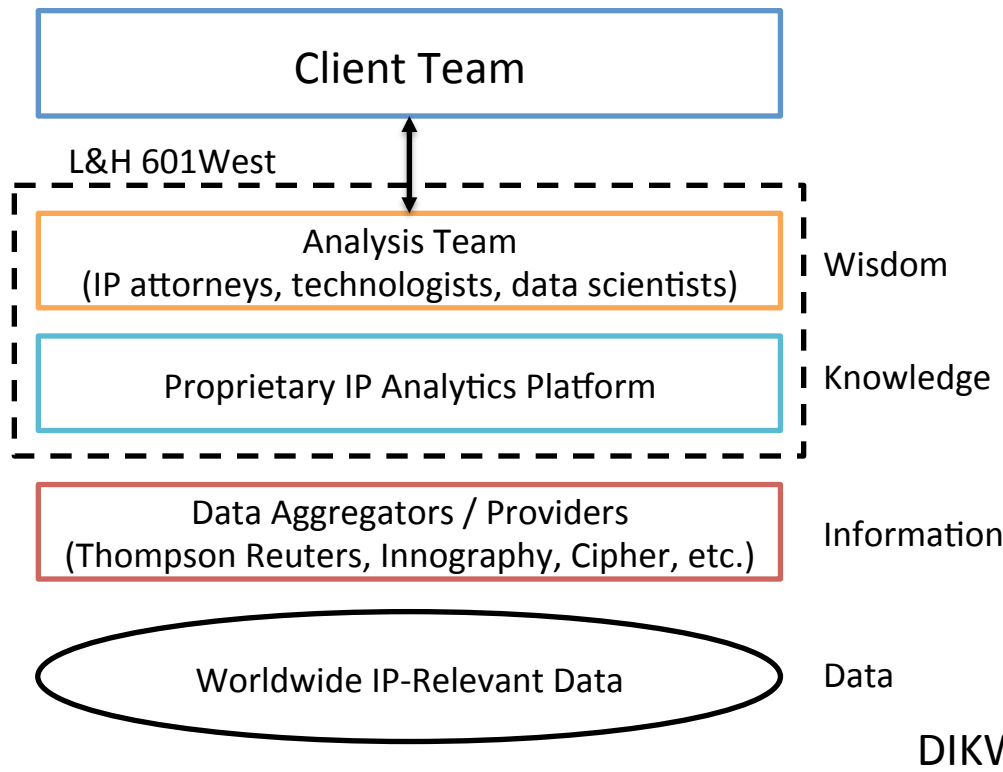 Client Team
L&H 601West
Analysis Team
(IP attorneys, technologists, data scientists)
Wisdom
Proprietary IP Analytics Platform
Knowledge
Data Aggregators / Providers
(Thompson Reuters, Innography, Cipher, etc.)
Information
Worldwide IP-Relevant Data
Data
DIKW